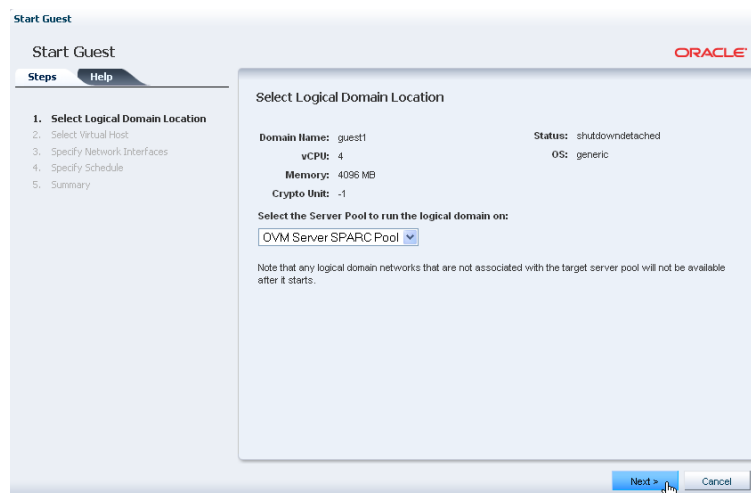 Start Guest
Start Guest
ORACLE
Steps Help
1. Select Logical Domain Location
2. Select Virtual Host
3. Specify Network Interfaces
4. Specify Schedule
5. Summary
Select Logical Domain Location
Domain Name: guest1 Status: shutdowndetached
vCPU: 4 OS: generic
Memory: 4096 MB
Crypto Unit: -1
Select the Server Pool to run the logical domain on:
OVM Server SPARC Pool
Note that any logical domain networks that are not associated with the target server pool will not be available
after it starts.
Next » Cancel